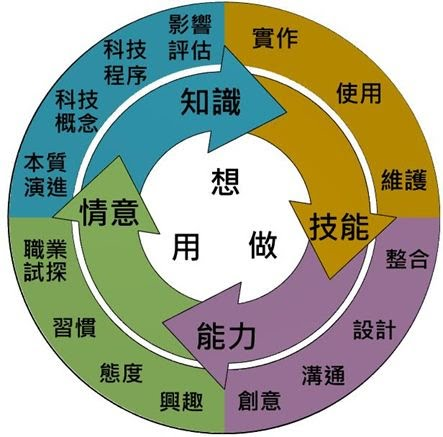 影響
評估
科技
程序
科技
概念
本質
演進
知識
實作
使用
維護
技能
整合
設計
溝通
創意
能力
興趣
態度
習慣
職業
試探
情意
想
做
用